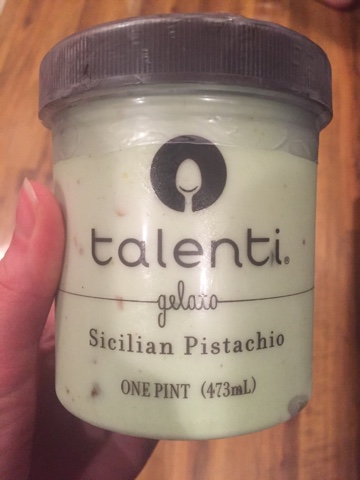 talenti®
gelato
Sicilian Pistachio
ONE PINT (473mL)